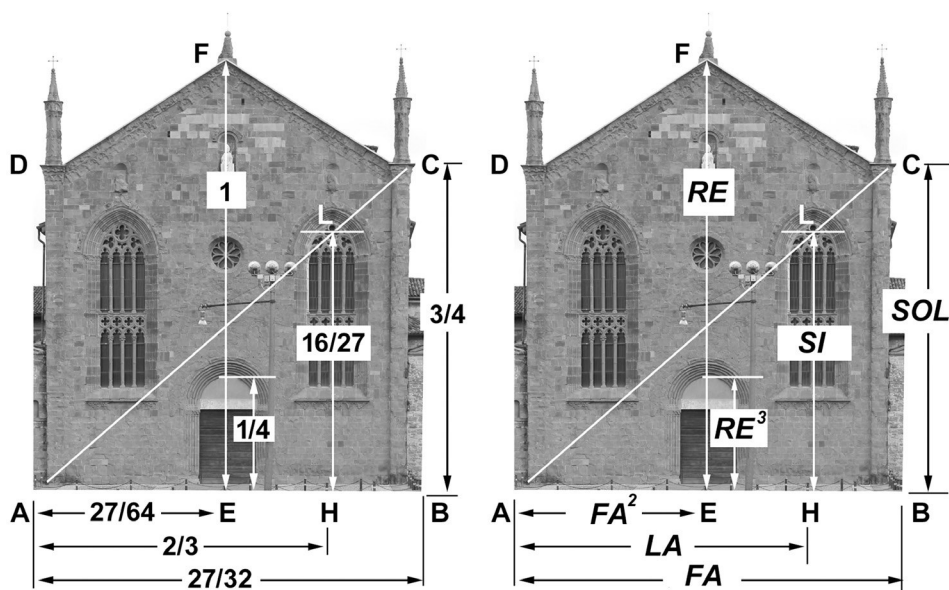 F
D
C
1
L
3/4
16/27
1/4
A
27/64
E
H
B
2/3
27/32
F
D
C
RE
L
SOL
SI
RE³
A
FA²
E
H
B
LA
FA